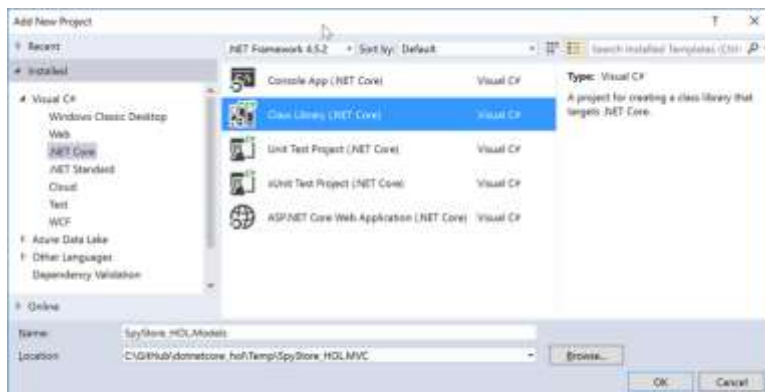 Add New Project
? ×
Recent
.NET Framework 4.5.2 Sort by: Default
Search Installed Templates (Ctrl
Installed
Visual C#
Windows Classic Desktop
Web
.NET Core
.NET Standard
Cloud
Test
WCF
Azure Data Lake
Other Languages
Dependency Validation
Online
Console App (.NET Core) Visual C#
Class Library (.NET Core) Visual C#
Unit Test Project (.NET Core) Visual C#
xUnit Test Project (.NET Core) Visual C#
ASP.NET Core Web Application (.NET Core) Visual C#
Type: Visual C#
A project for creating a class library that
targets .NET Core.
Name: SpyStore_HOL.Models
Location: C:\GitHub\dotnetcore_hol\Temp\SpyStore_HOL.MVC
Browse...
OK Cancel